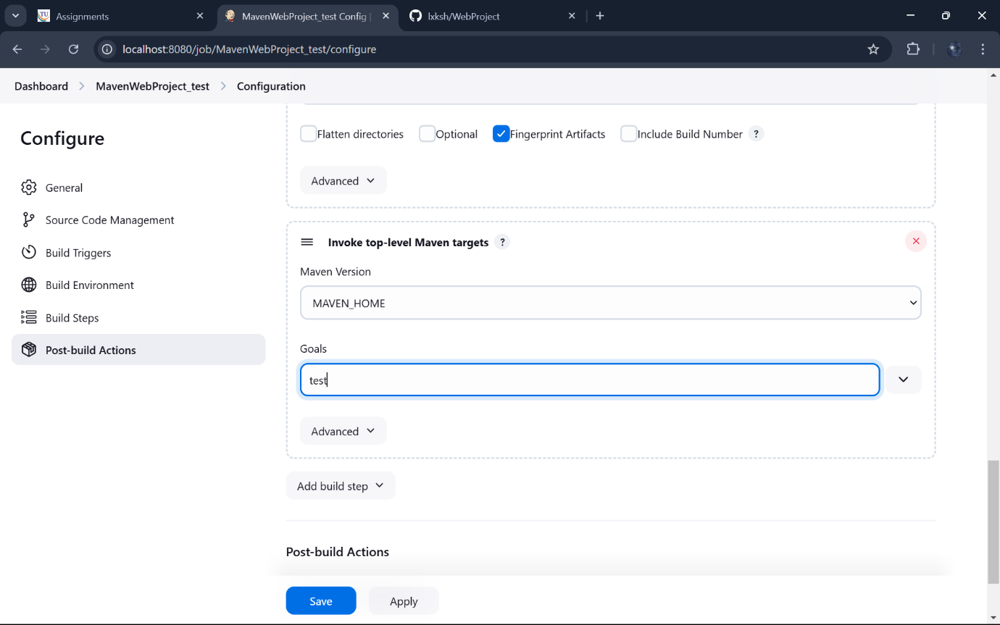 Assignments
MavenWebProject_test Config |
lxksh/WebProject
localhost:8080/job/MavenWebProject_test/configure
Dashboard > MavenWebProject_test > Configuration
Configure
General
Source Code Management
Build Triggers
Build Environment
Build Steps
Post-build Actions
Flatten directories
Optional
Fingerprint Artifacts
Include Build Number ?
Advanced
Invoke top-level Maven targets ?
Maven Version
MAVEN_HOME
Goals
test
Advanced
Add build step
Post-build Actions
Save
Apply